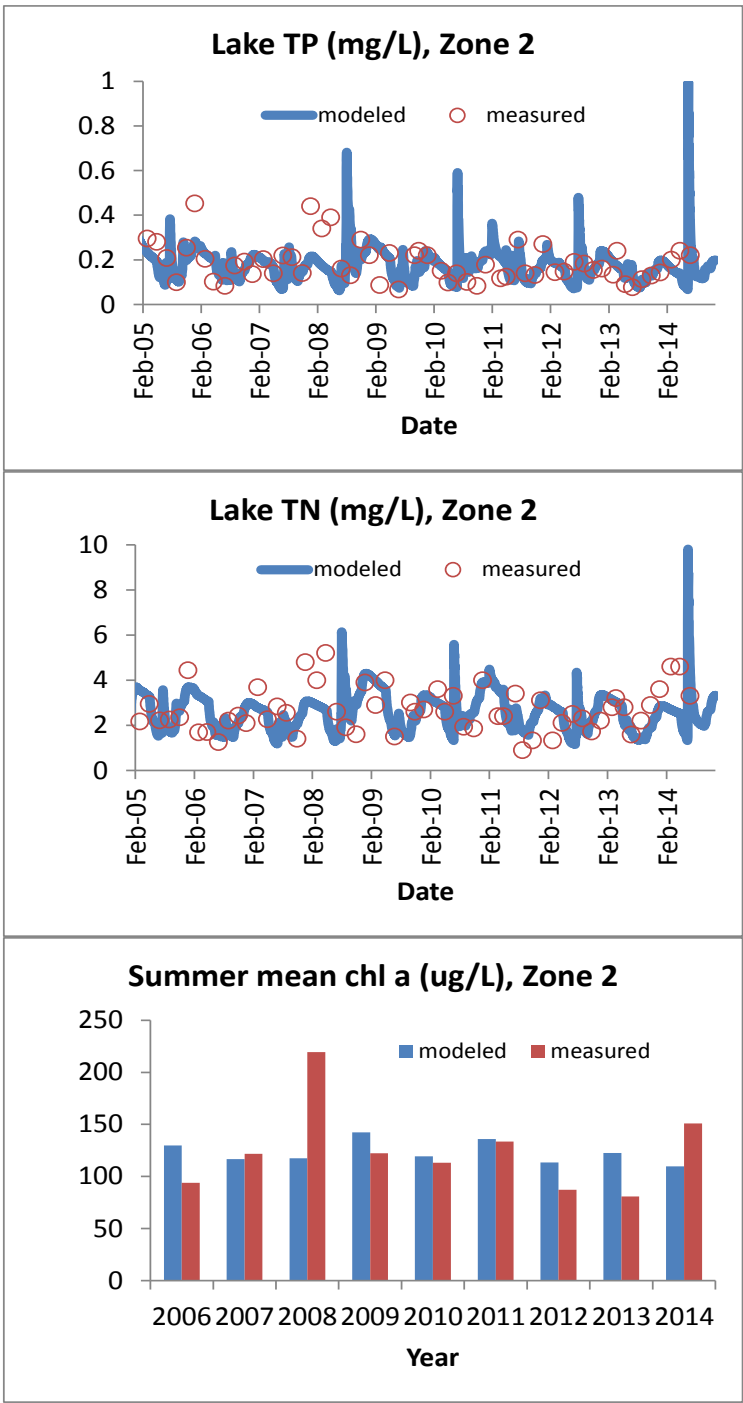 Lake TP (mg/L), Zone 2
1
0.8
0.6
0.4
0.2
0
modeled measured
Feb-05 Feb-06 Feb-07 Feb-08 Feb-09 Feb-10 Feb-11 Feb-12 Feb-13 Feb-14
Date
Lake TN (mg/L), Zone 2
10
8
6
4
2
0
modeled measured
Feb-05 Feb-06 Feb-07 Feb-08 Feb-09 Feb-10 Feb-11 Feb-12 Feb-13 Feb-14
Date
Summer mean chl a (ug/L), Zone 2
250
200
150
100
50
0
modeled measured
2006 2007 2008 2009 2010 2011 2012 2013 2014
Year